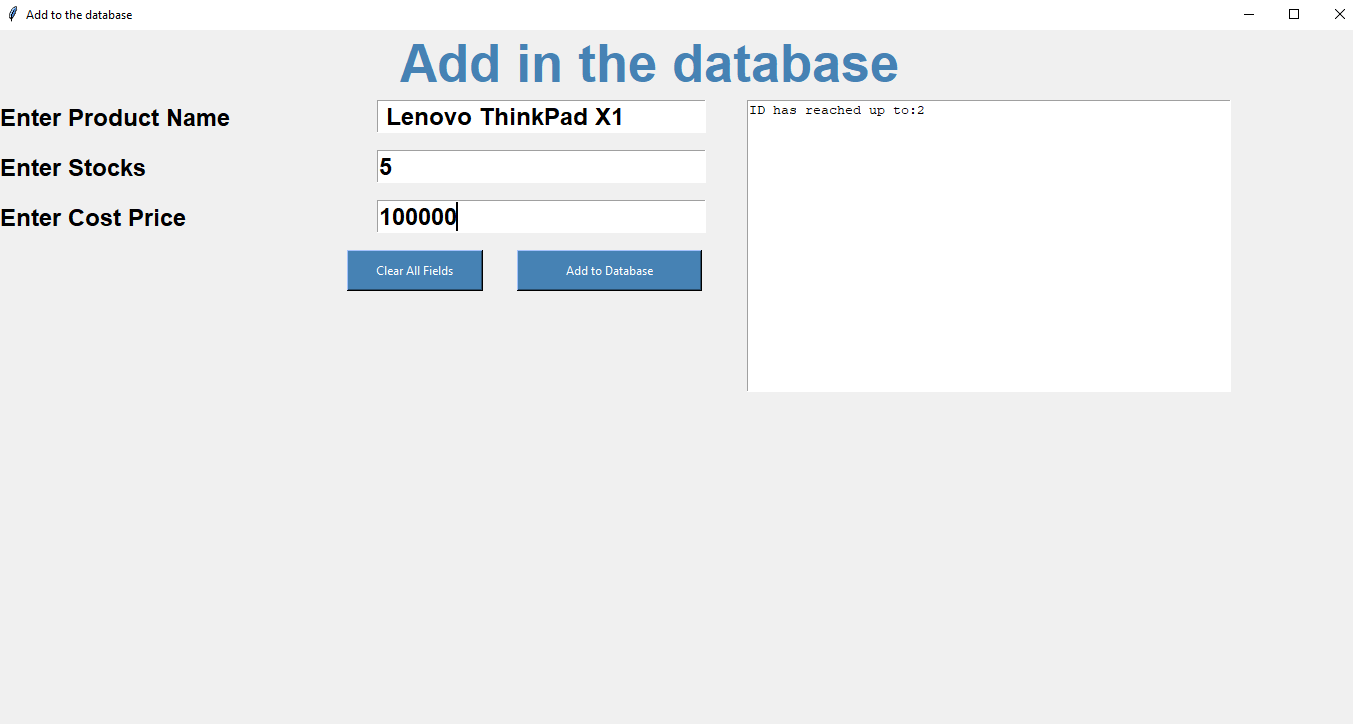 Add to the database
Add in the database
Enter Product Name
Lenovo ThinkPad X1
ID has reached up to:2
Enter Stocks
5
Enter Cost Price
100000
Clear All Fields
Add to Database